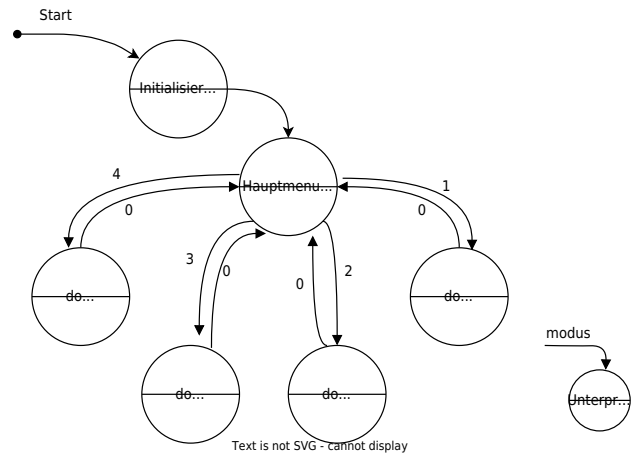 Start
Initialisier...
Hauptmenu...
4
0
1
0
3
0
0
2
do...
do...
do...
do...
modus
Unterpr...
Text is not SVG - cannot display